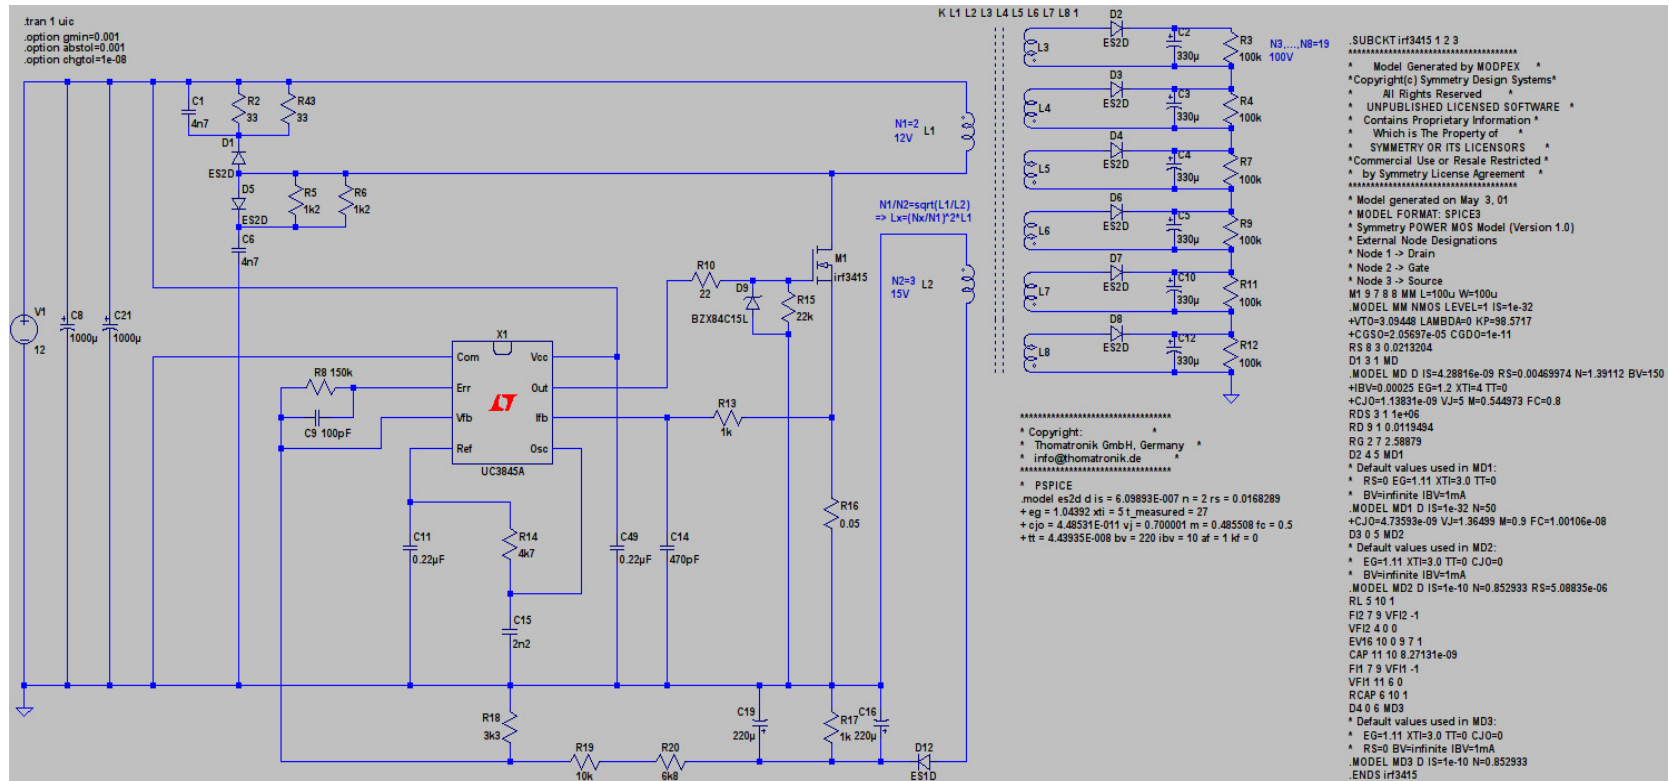 .tran 1 uic
.option gmin=0.001
.option abstol=0.001
.option chgtol=1e-08
C1
4n7
R2
33
R43
33
D1
ES2D
D5
ES2D
R5
1k2
R6
1k2
C6
4n7
V1
12
C8
1000µ
C21
1000µ
N1=2
12V
L1
N1/N2=sqrt(L1/L2)
=> Lx=(Nx/N1)^2*L1
N2=3
15V
L2
M1
irf3415
R10
22
D9
BZX84C15L
R15
22k
X1
Com
Vcc
Err
Out
Vfb
Ifb
Ref
Osc
UC3845A
R8 150k
C9 100pF
R13
1k
C11
0.22µF
R14
4k7
C15
2n2
C49
0.22µF
C14
470pF
R16
0.05
R18
3k3
R19
10k
R20
6k8
C19
220µ
R17
1k
C16
220µ
D12
ES1D
K L1 L2 L3 L4 L5 L6 L7 L8 1
L3
D2
ES2D
C2
330µ
R3
100k
N3,...,N8=19
100V
L4
D3
ES2D
C3
330µ
R4
100k
L5
D4
ES2D
C4
330µ
R7
100k
L6
D6
ES2D
C5
330µ
R9
100k
L7
D7
ES2D
C10
330µ
R11
100k
L8
D8
ES2D
C12
330µ
R12
100k
**********************************
* Copyright: *
* Thomatronik GmbH, Germany *
* info@thomatronik.de *
**********************************
* PSPICE
.model es2d d is = 6.09893E-007 n = 2 rs = 0.0168289
+ eg = 1.04392 xti = 5 t_measured = 27
+ cjo = 4.48531E-011 vj = 0.700001 m = 0.485508 fc = 0.5
+ tt = 4.43935E-008 bv = 220 ibv = 10 af = 1 kf = 0
.SUBCKT irf3415 1 2 3
**************************************
* Model Generated by MODPEX *
*Copyright(c) Symmetry Design Systems*
* All Rights Reserved *
* UNPUBLISHED LICENSED SOFTWARE *
* Contains Proprietary Information *
* Which is The Property of *
* SYMMETRY OR ITS LICENSORS *
*Commercial Use or Resale Restricted *
* by Symmetry License Agreement *
**************************************
* Model generated on May 3, 01
* MODEL FORMAT: SPICE3
* Symmetry POWER MOS Model (Version 1.0)
* External Node Designations
* Node 1 -> Drain
* Node 2 -> Gate
* Node 3 -> Source
M1 9 7 8 8 MM L=100u W=100u
.MODEL MM NMOS LEVEL=1 IS=1e-32
+VTO=3.09448 LAMBDA=0 KP=98.5717
+CGSO=2.05697e-05 CGDO=1e-11
RS 8 3 0.0213204
D1 3 1 MD
.MODEL MD D IS=4.28816e-09 RS=0.00469974 N=1.39112 BV=150
+IBV=0.00025 EG=1.2 XTI=4 TT=0
+CJO=1.13831e-09 VJ=5 M=0.544973 FC=0.8
RDS 3 1 1e+06
RD 9 1 0.0119494
RG 2 7 2.58879
D2 4 5 MD1
* Default values used in MD1:
* RS=0 EG=1.11 XTI=3.0 TT=0
* BV=infinite IBV=1mA
.MODEL MD1 D IS=1e-32 N=50
+CJO=4.73593e-09 VJ=1.36499 M=0.9 FC=1.00106e-08
D3 0 5 MD2
* Default values used in MD2:
* EG=1.11 XTI=3.0 TT=0 CJO=0
* BV=infinite IBV=1mA
.MODEL MD2 D IS=1e-10 N=0.852933 RS=5.08835e-06
RL 5 10 1
FI2 7 9 VFI2 -1
VFI2 4 0 0
EV16 10 0 9 7 1
CAP 11 10 8.27131e-09
FI1 7 9 VFI1 -1
VFI1 11 6 0
RCAP 6 10 1
D4 0 6 MD3
* Default values used in MD3:
* EG=1.11 XTI=3.0 TT=0 CJO=0
* RS=0 BV=infinite IBV=1mA
.MODEL MD3 D IS=1e-10 N=0.852933
.ENDS irf3415